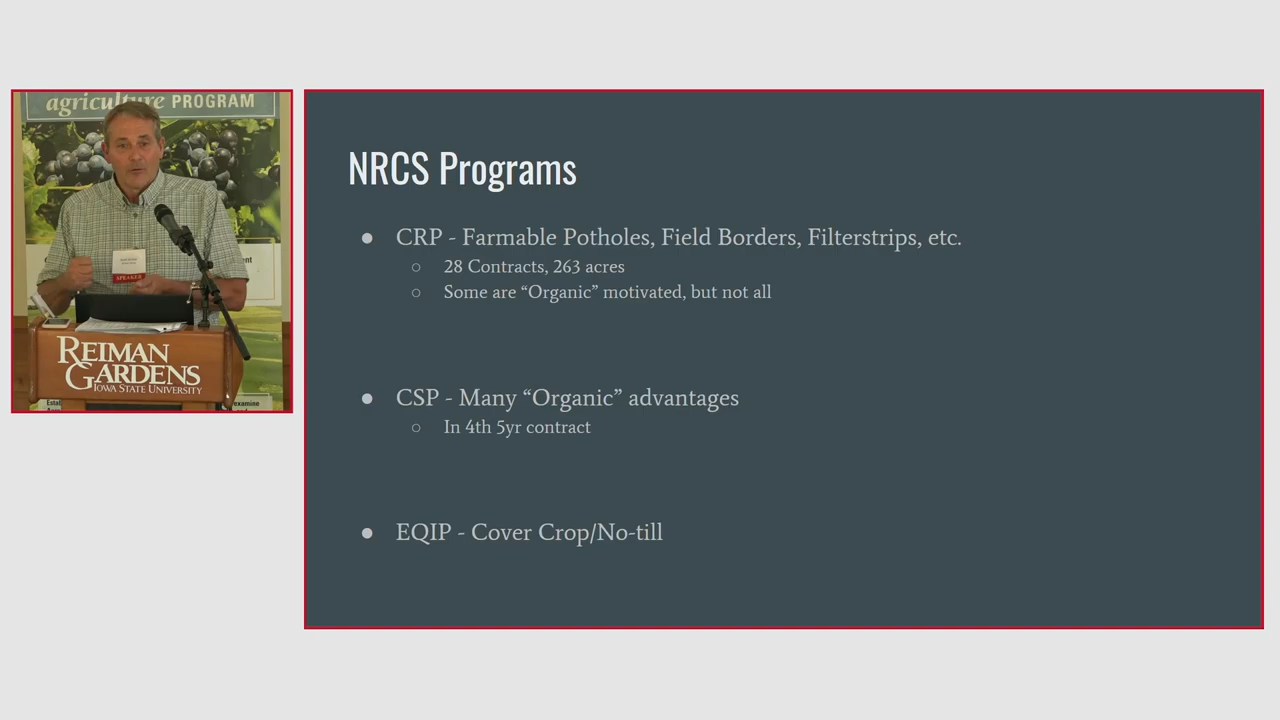 agriculture PROGRAM
SPEAKER
REIMAN
GARDENS
IOWA STATE UNIVERSITY
NRCS Programs
● CRP - Farmable Potholes, Field Borders, Filterstrips, etc.
○ 28 Contracts, 263 acres
○ Some are “Organic” motivated, but not all
● CSP - Many “Organic” advantages
○ In 4th 5yr contract
● EQIP - Cover Crop/No-till